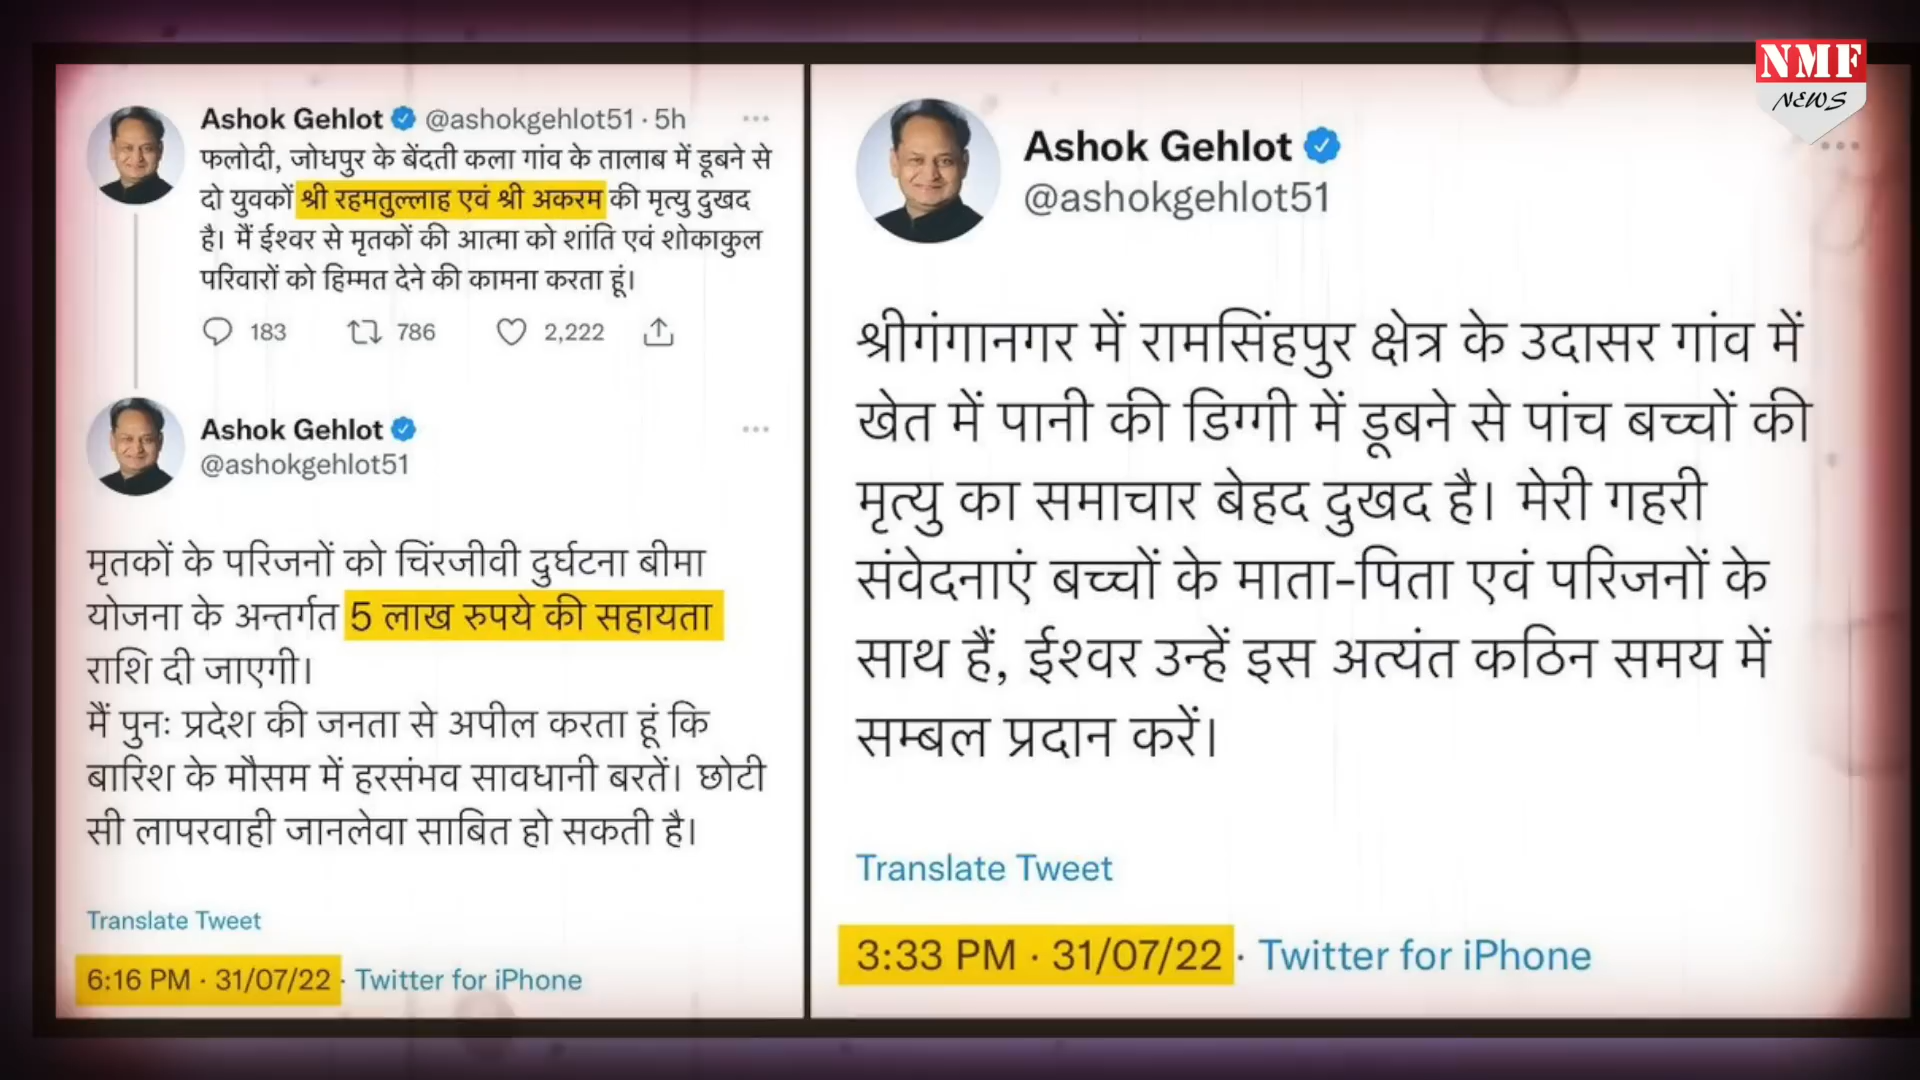 Ashok Gehlot @ashokgehlot51 · 5h
फलोदी, जोधपुर के बेंदती कला गांव के तालाब में डूबने से
दो युवकों श्री रहमतुल्लाह एवं श्री अकरम की मृत्यु दुखद
है। मैं ईश्वर से मृतकों की आत्मा को शांति एवं शोकाकुल
परिवारों को हिम्मत देने की कामना करता हूं।
183 786 2,222
Ashok Gehlot
@ashokgehlot51
मृतकों के परिजनों को चिंरजीवी दुर्घटना बीमा
योजना के अन्तर्गत 5 लाख रुपये की सहायता
राशि दी जाएगी।
मैं पुनः प्रदेश की जनता से अपील करता हूं कि
बारिश के मौसम में हरसंभव सावधानी बरतें। छोटी
सी लापरवाही जानलेवा साबित हो सकती है।
Translate Tweet
6:16 PM · 31/07/22 · Twitter for iPhone
NMF
NEWS
Ashok Gehlot
@ashokgehlot51
श्रीगंगानगर में रामसिंहपुर क्षेत्र के उदासर गांव में
खेत में पानी की डिग्गी में डूबने से पांच बच्चों की
मृत्यु का समाचार बेहद दुखद है। मेरी गहरी
संवेदनाएं बच्चों के माता-पिता एवं परिजनों के
साथ हैं, ईश्वर उन्हें इस अत्यंत कठिन समय में
सम्बल प्रदान करें।
Translate Tweet
3:33 PM · 31/07/22 · Twitter for iPhone